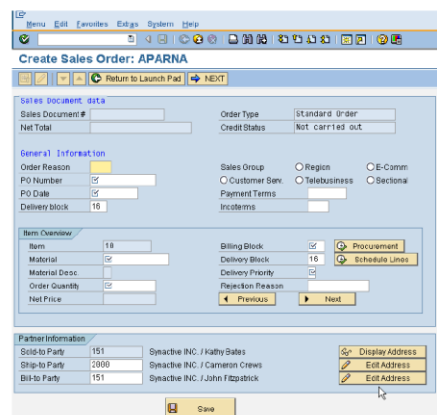 Menu Edit Favorites Extras System Help
Create Sales Order: APARNA
Return to Launch Pad NEXT
Sales Document data
Sales Document# Order Type Standard Order
Net Total Credit Status Not carried out
General Information
Order Reason Sales Group Region E-Comm
PO Number Customer Serv. Telebusiness Sectional
PO Date Payment Terms
Delivery block 16 Incoterms
Item Overview
Item 10 Billing Block Procurement
Material Delivery Block 16 Schedule Lines
Material Desc. Delivery Priority
Order Quantity Rejection Reason
Net Price Previous Next
Partner Information
Sold-to Party 151 Synactive INC. / Kathy Bates Display Address
Ship-to Party 2000 Synactive INC. / Cameron Crews Edit Address
Bill-to Party 151 Synactive INC. / John Fitzpatrick Edit Address
Save